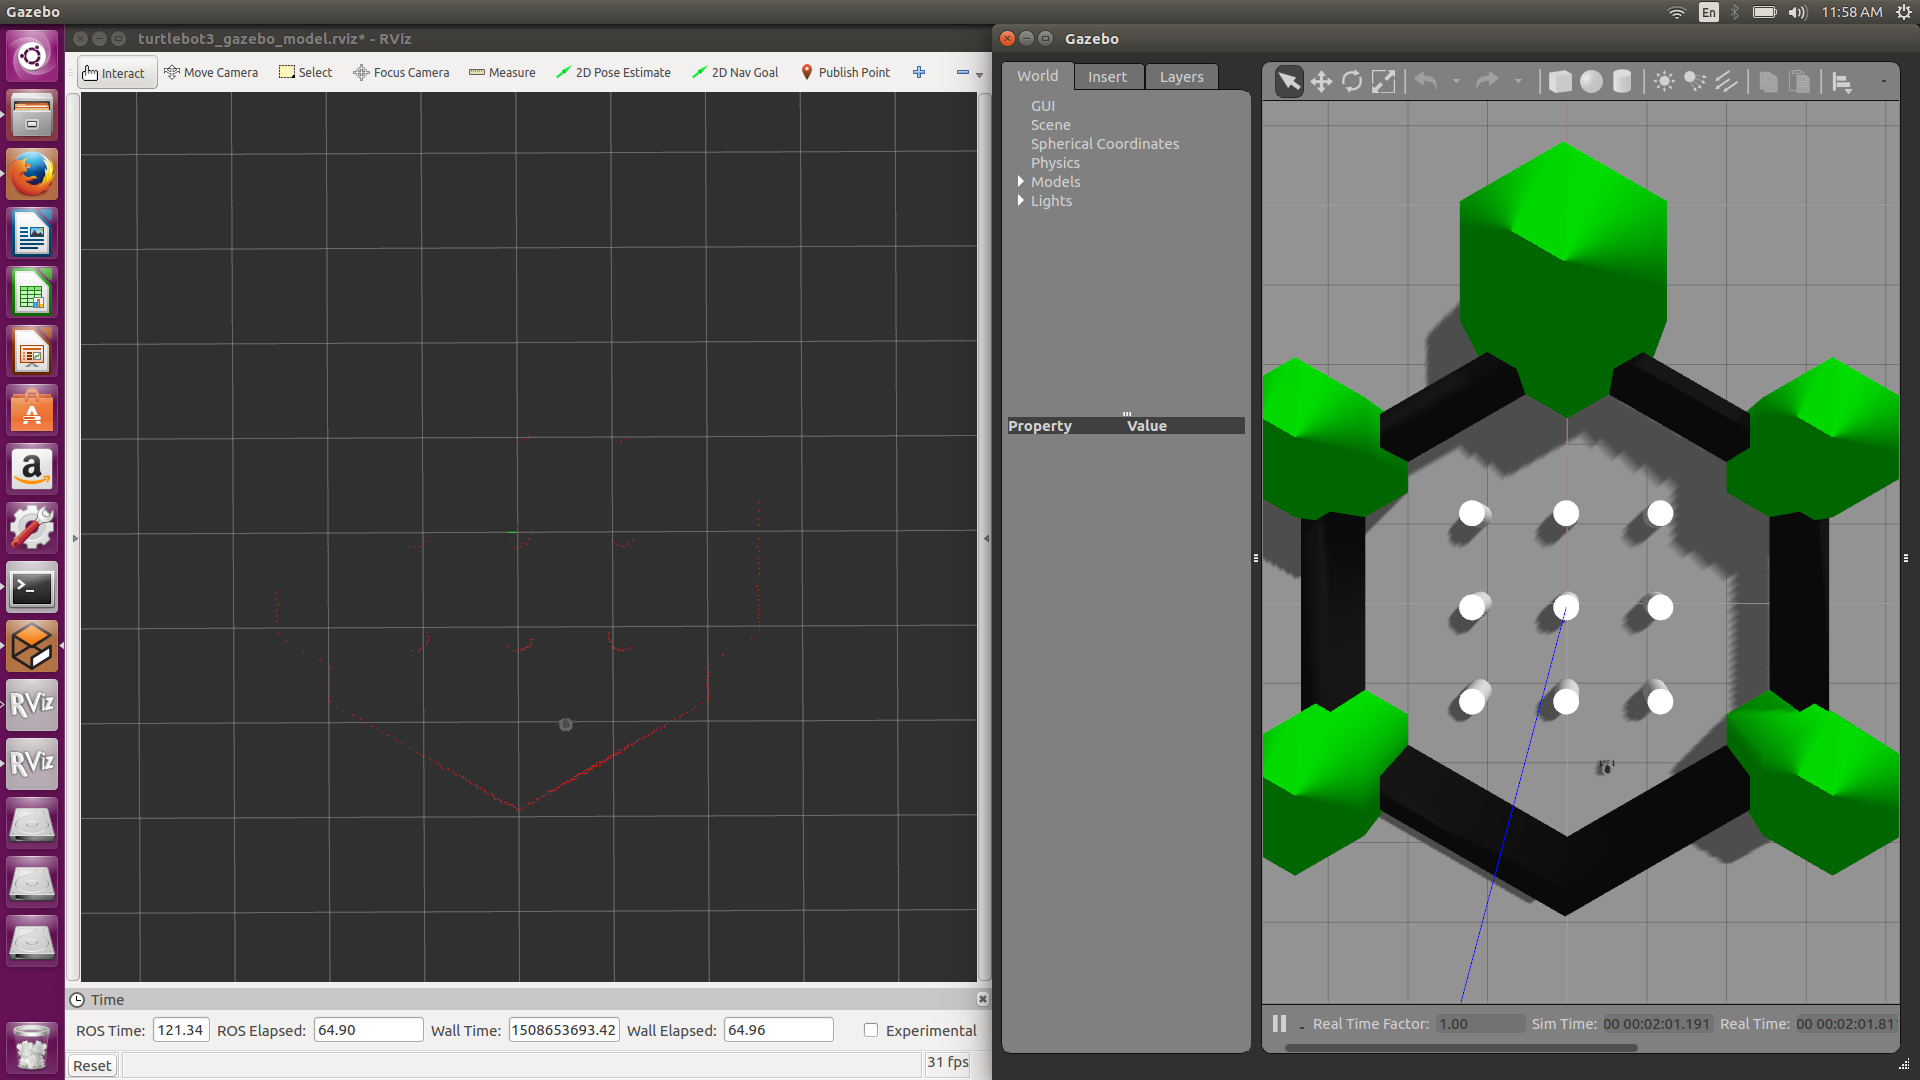 Gazebo
En
11:58 AM
turtlebot3_gazebo_model.rviz* - RViz
Interact
Move Camera
Select
Focus Camera
Measure
2D Pose Estimate
2D Nav Goal
Publish Point
Gazebo
World
Insert
Layers
GUI
Scene
Spherical Coordinates
Physics
Models
Lights
Property
Value
RViz
RViz
Time
ROS Time:
121.34
ROS Elapsed:
64.90
Wall Time:
1508653693.42
Wall Elapsed:
64.96
Experimental
Reset
31 fps
Real Time Factor:
1.00
Sim Time:
00 00:02:01.191
Real Time:
00 00:02:01.81